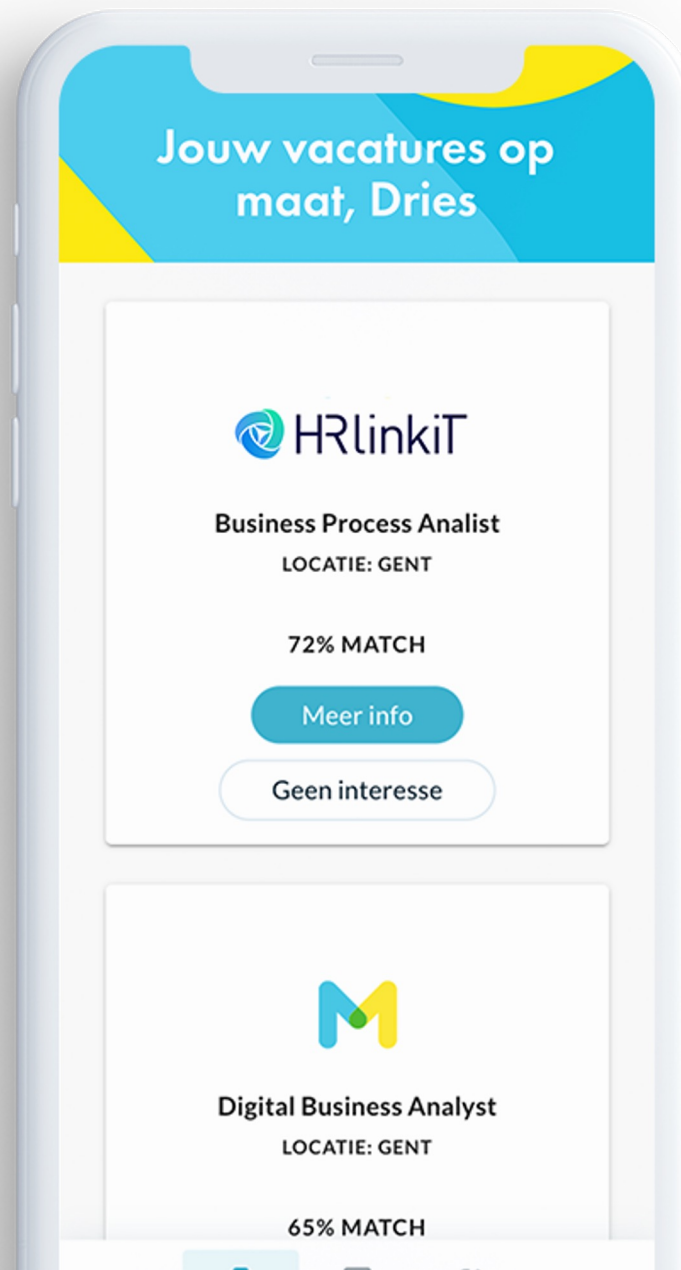 Jouw vacatures op
maat, Dries
HRlinkiT
Business Process Analist
LOCATIE: GENT
72% MATCH
Meer info
Geen interesse
M
Digital Business Analyst
LOCATIE: GENT
65% MATCH